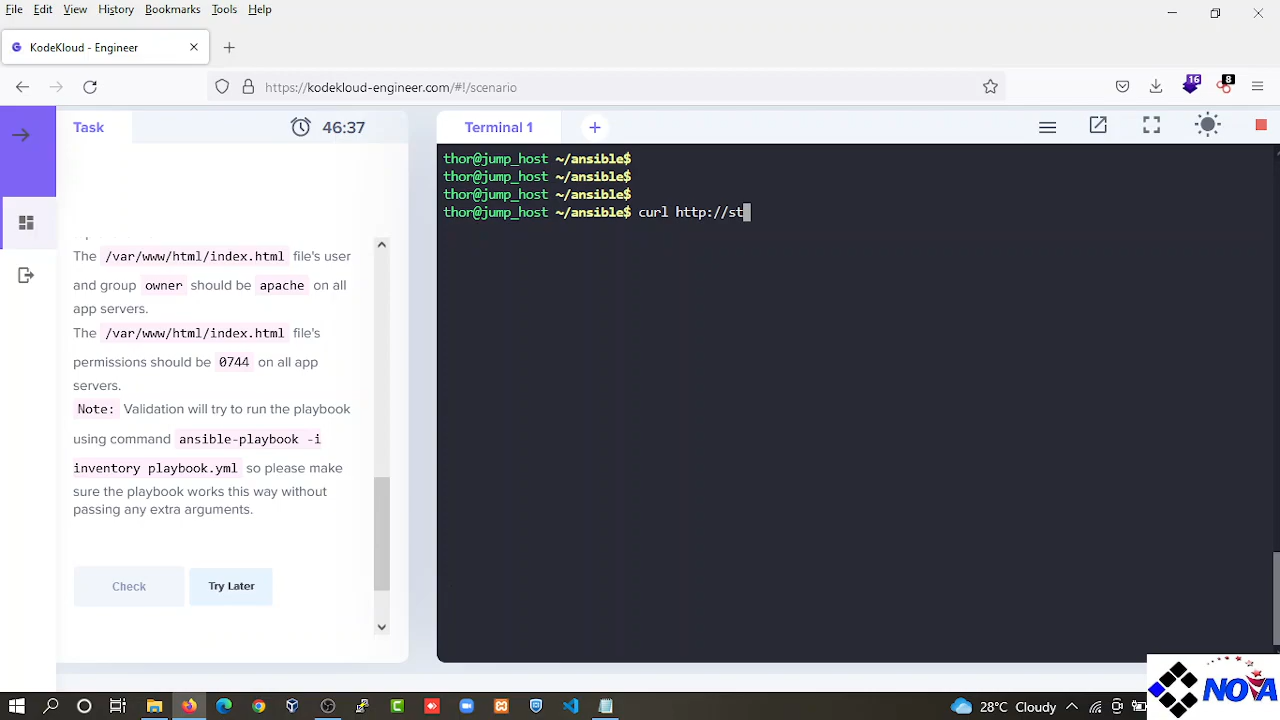 File Edit View History Bookmarks Tools Help
KodeKloud - Engineer
https://kodekloud-engineer.com/#!/scenario
16
8
Task
46:37
Terminal 1
The /var/www/html/index.html file's user
and group owner should be apache on all
app servers.
The /var/www/html/index.html file's
permissions should be 0744 on all app
servers.
Note: Validation will try to run the playbook
using command ansible-playbook -i
inventory playbook.yml so please make
sure the playbook works this way without
passing any extra arguments.
Check
Try Later
thor@jump_host ~/ansible$
thor@jump_host ~/ansible$
thor@jump_host ~/ansible$
thor@jump_host ~/ansible$ curl http://st
NOVA
28°C Cloudy